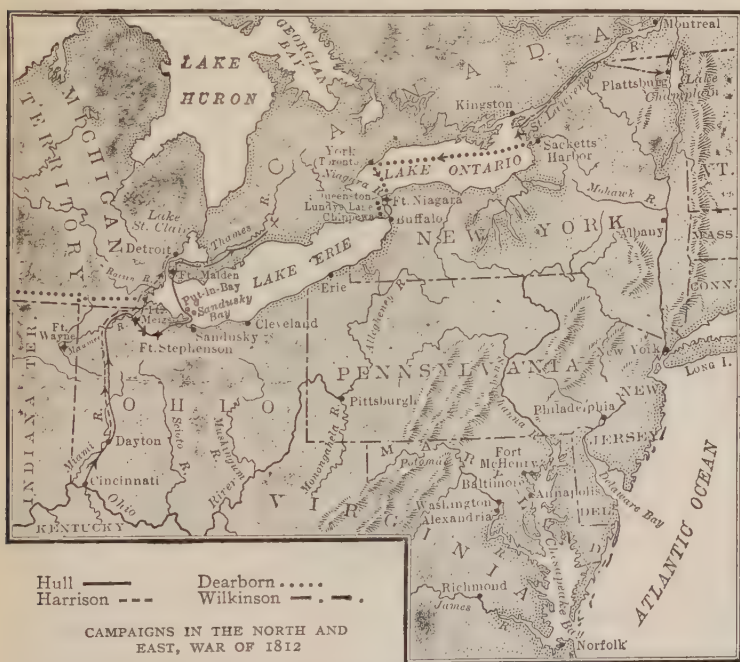 Montreal
LAKE
HURON
GEORGIAN
BAY
CANADA
R.
St. Lawrence
Plattsburg
Lake
Champlain
Kingston
MICHIGAN
TERRITORY
York
Toronto
LAKE ONTARIO
Sacketts
Harbor
Niagara
VT.
Queenston
Ft. Niagara
Lundys Lane
Mohawk R.
Chippewa
Buffalo
Lake
St. Clair
Thames R.
NEW YORK
Albany
MASS.
Detroit
Raisin R.
Ft. Malden
LAKE ERIE
CONN.
Put-in-Bay
Erie
Sandusky
Bay
Allegheny R.
Ft.
Meigs
Ft.
Wayne
Maumee
R.
Sandusky
Cleveland
Ft. Stephenson
New York
LONG I.
INDIANA TER.
PENNSYLVANIA
OHIO
Pittsburgh
Philadelphia
NEW
JERSEY
Miami R.
Dayton
Scioto R.
Muskingum
R.
Monongahela R.
Potomac
Fort
McHenry
Baltimore
Delaware Bay
Cincinnati
River
Ohio
Washington
Annapolis
DEL.
Alexandria
KENTUCKY
VIRGINIA
Chesapeake Bay
ATLANTIC OCEAN
Richmond
James
R.
Norfolk
Hull
Dearborn
Harrison
Wilkinson
CAMPAIGNS IN THE NORTH AND
EAST, WAR OF 1812